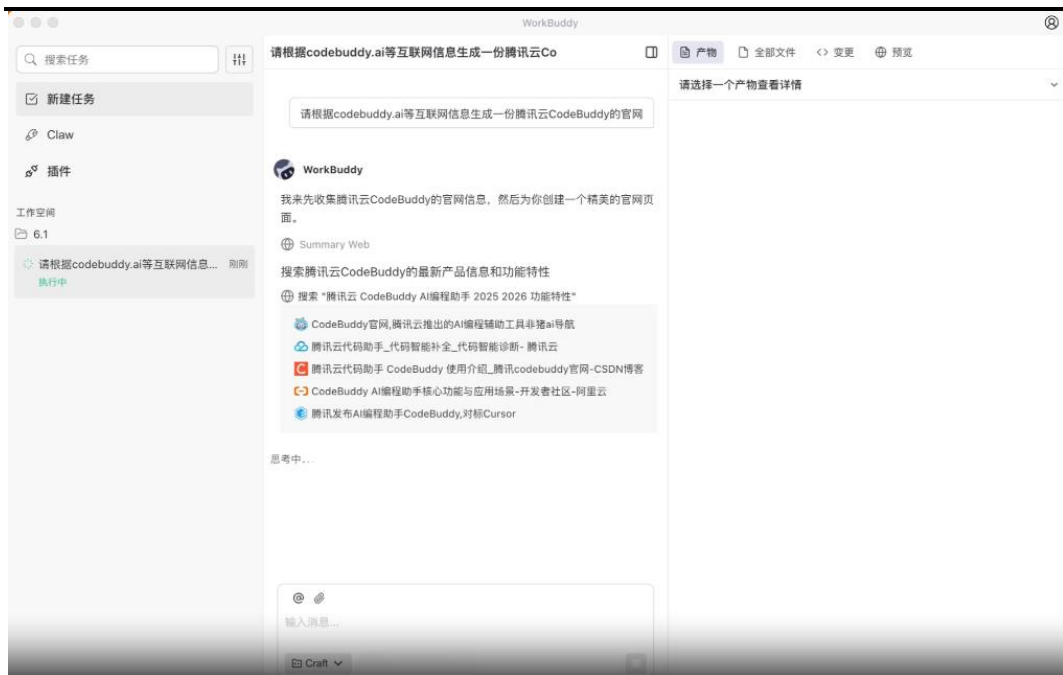 WorkBuddy
搜索任务
新建任务
Claw
插件
工作空间
6.1
请根据codebuddy.ai等互联网信息... 刚刚
执行中
请根据codebuddy.ai等互联网信息生成一份腾讯云Co
请根据codebuddy.ai等互联网信息生成一份腾讯云CodeBuddy的官网
WorkBuddy
我来先收集腾讯云CodeBuddy的官网信息，然后为你创建一个精美的官网页
面。
Summary Web
搜索腾讯云CodeBuddy的最新产品信息和功能特性
搜索 "腾讯云 CodeBuddy AI编程助手 2025 2026 功能特性"
CodeBuddy官网,腾讯云推出的AI编程辅助工具非猪ai导航
腾讯云代码助手_代码智能补全_代码智能诊断- 腾讯云
腾讯云代码助手 CodeBuddy 使用介绍_腾讯codebuddy官网-CSDN博客
CodeBuddy AI编程助手核心功能与应用场景-开发者社区-阿里云
腾讯发布AI编程助手CodeBuddy,对标Cursor
思考中...
@
输入消息...
Craft
产物 全部文件 <> 变更 预览
请选择一个产物查看详情